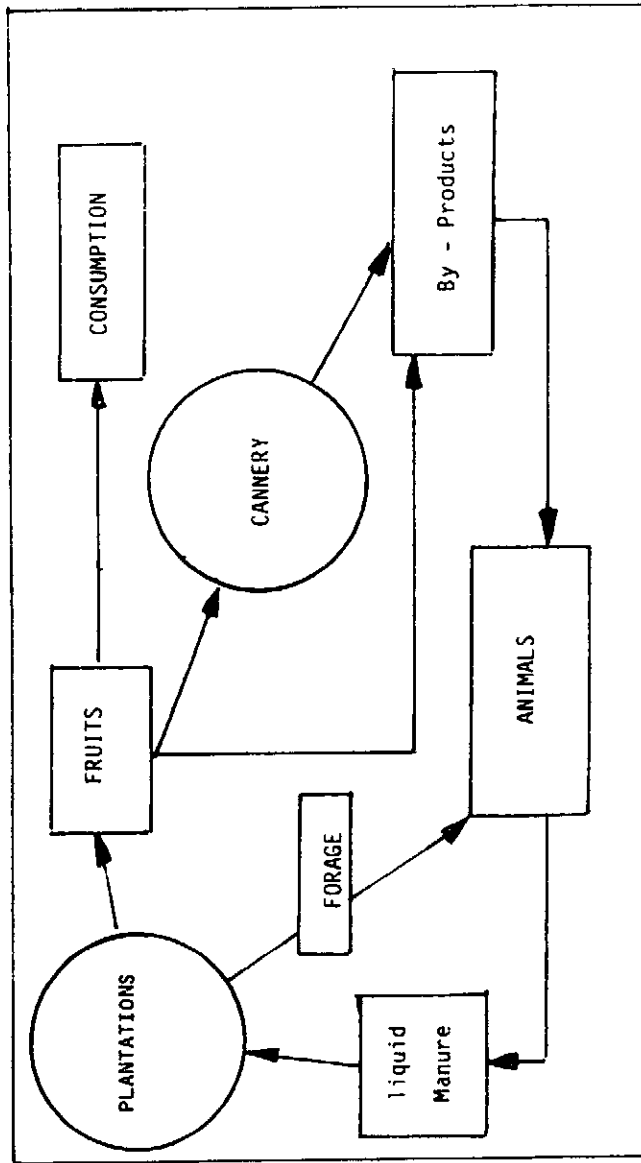 PLANTATIONS
FRUITS
CONSUMPTION
CANNERY
FORAGE
liquid
Manure
ANIMALS
By - Products